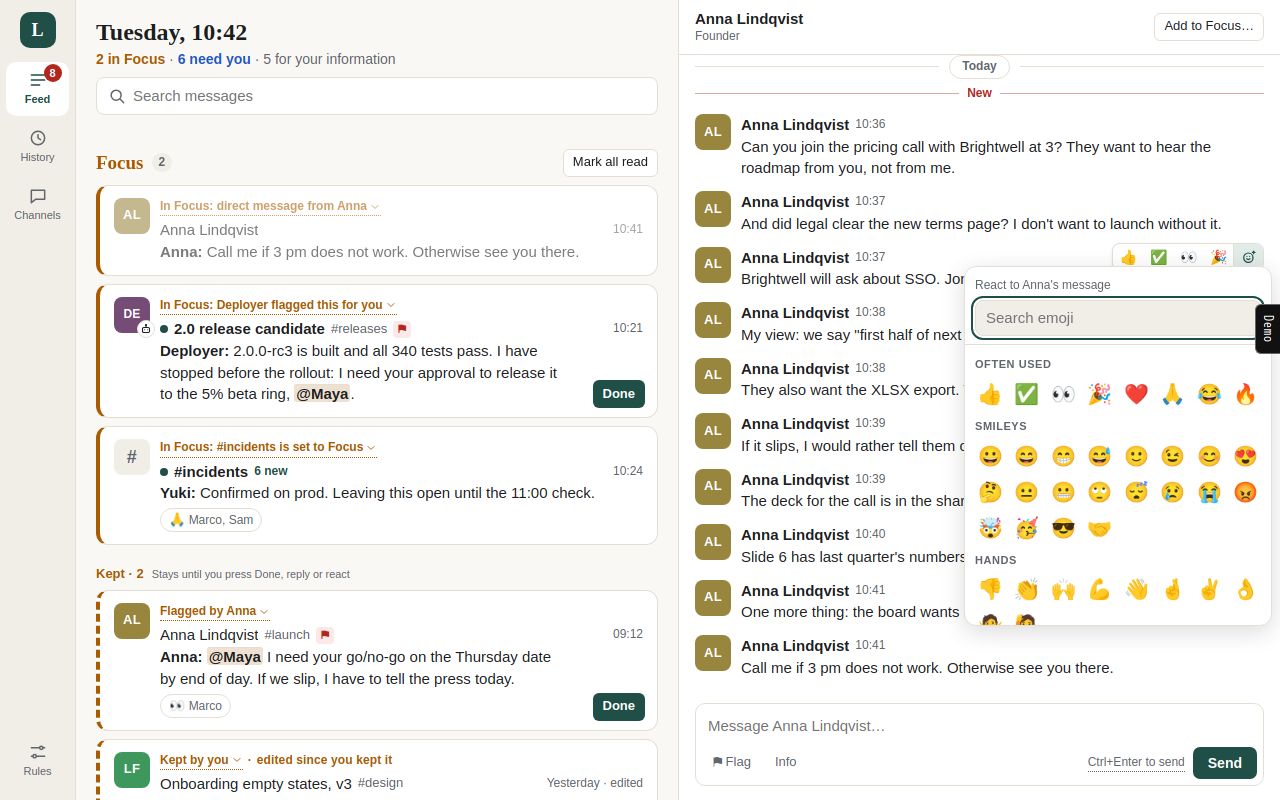 L
8
Feed
History
Channels
Rules
Tuesday, 10:42
2 in Focus · 6 need you · 5 for your information
Search messages
Focus 2
Mark all read
AL
In Focus: direct message from Anna
Anna Lindqvist 10:41
Anna: Call me if 3 pm does not work. Otherwise see you there.
DE
In Focus: Deployer flagged this for you
2.0 release candidate #releases 10:21
Deployer: 2.0.0-rc3 is built and all 340 tests pass. I have
stopped before the rollout: I need your approval to release it
to the 5% beta ring, @Maya.
Done
#
In Focus: #incidents is set to Focus
#incidents 6 new 10:24
Yuki: Confirmed on prod. Leaving this open until the 11:00 check.
🙏 Marco, Sam
Kept · 2 Stays until you press Done, reply or react
AL
Flagged by Anna
Anna Lindqvist #launch 09:12
Anna: @Maya I need your go/no-go on the Thursday date
by end of day. If we slip, I have to tell the press today.
👀 Marco
Done
LF
Kept by you · edited since you kept it
Onboarding empty states, v3 #design Yesterday · edited
Anna Lindqvist
Founder
Add to Focus…
Today
New
AL
Anna Lindqvist 10:36
Can you join the pricing call with Brightwell at 3? They want to hear the
roadmap from you, not from me.
AL
Anna Lindqvist 10:37
And did legal clear the new terms page? I don't want to launch without it.
AL
Anna Lindqvist 10:37
Brightwell will ask about SSO.
AL
Anna Lindqvist 10:38
My view: we say "first half of next
AL
Anna Lindqvist 10:38
They also want the XLSX export.
AL
Anna Lindqvist 10:39
If it slips, I would rather tell them
AL
Anna Lindqvist 10:39
The deck for the call is in the
AL
Anna Lindqvist 10:40
Slide 6 has last quarter's numbers
AL
Anna Lindqvist 10:41
One more thing: the board wants
AL
Anna Lindqvist 10:41
Call me if 3 pm does not work. Otherwise see you there.
React to Anna's message
Search emoji
OFTEN USED
SMILEYS
HANDS
Demo
Message Anna Lindqvist…
Flag
Info
Ctrl+Enter to send
Send